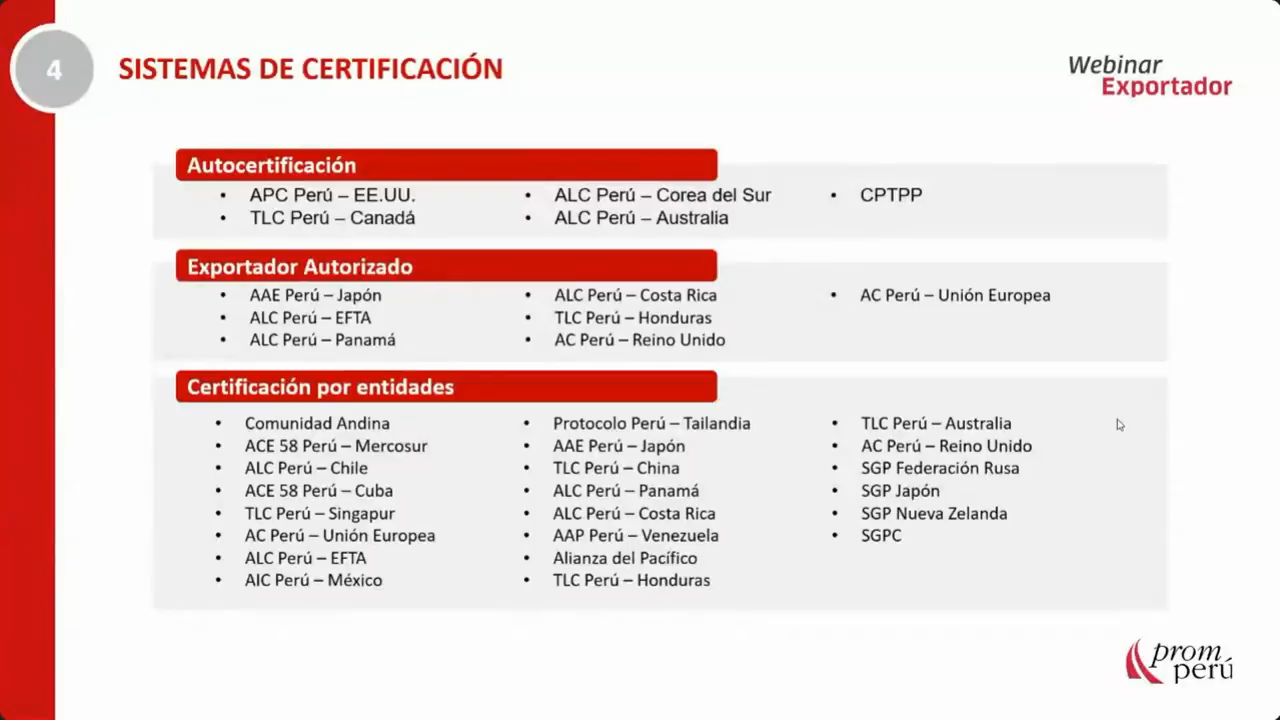 4
SISTEMAS DE CERTIFICACIÓN
Webinar
Exportador
Autocertificación
• APC Perú – EE.UU.
• TLC Perú – Canadá
• ALC Perú – Corea del Sur
• ALC Perú – Australia
• CPTPP
Exportador Autorizado
• AAE Perú – Japón
• ALC Perú – EFTA
• ALC Perú – Panamá
• ALC Perú – Costa Rica
• TLC Perú – Honduras
• AC Perú – Reino Unido
• AC Perú – Unión Europea
Certificación por entidades
• Comunidad Andina
• ACE 58 Perú – Mercosur
• ALC Perú – Chile
• ACE 58 Perú – Cuba
• TLC Perú – Singapur
• AC Perú – Unión Europea
• ALC Perú – EFTA
• AIC Perú – México
• Protocolo Perú – Tailandia
• AAE Perú – Japón
• TLC Perú – China
• ALC Perú – Panamá
• ALC Perú – Costa Rica
• AAP Perú – Venezuela
• Alianza del Pacífico
• TLC Perú – Honduras
• TLC Perú – Australia
• AC Perú – Reino Unido
• SGP Federación Rusa
• SGP Japón
• SGP Nueva Zelanda
• SGPC
prom
perú